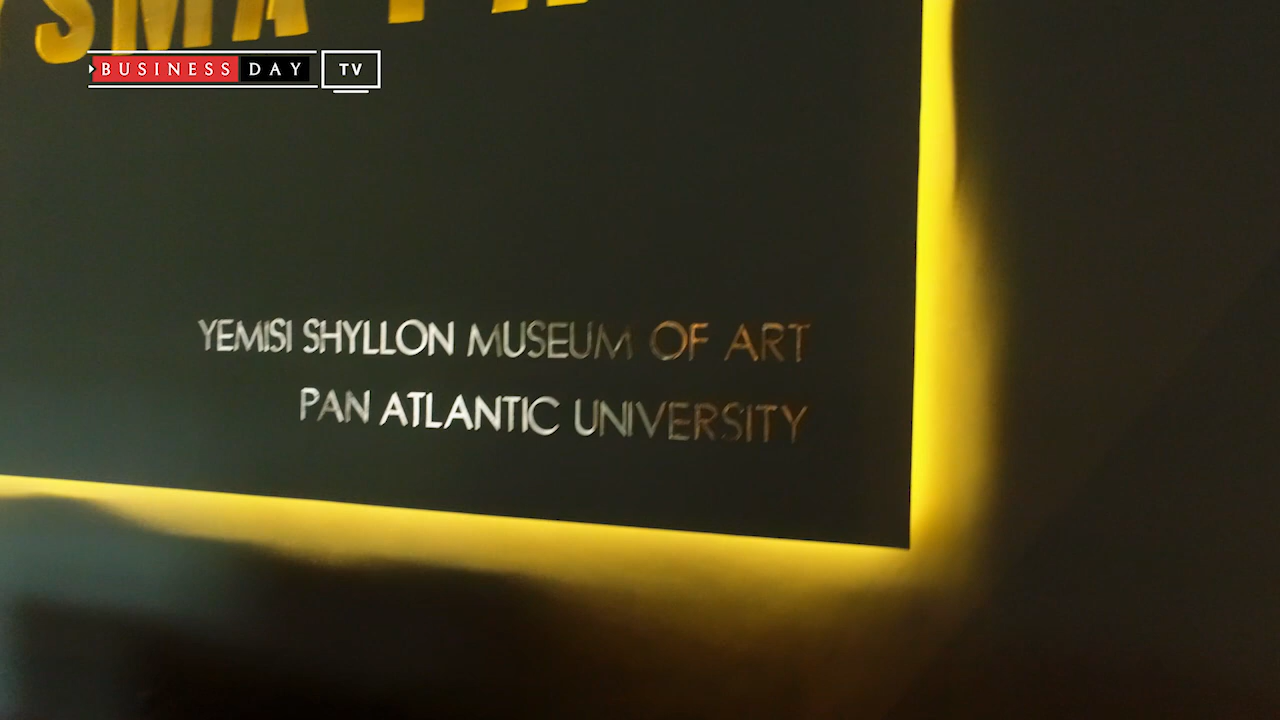 BUSINESS DAY TV
YEMISI SHYLLON MUSEUM OF ART
PAN ATLANTIC UNIVERSITY